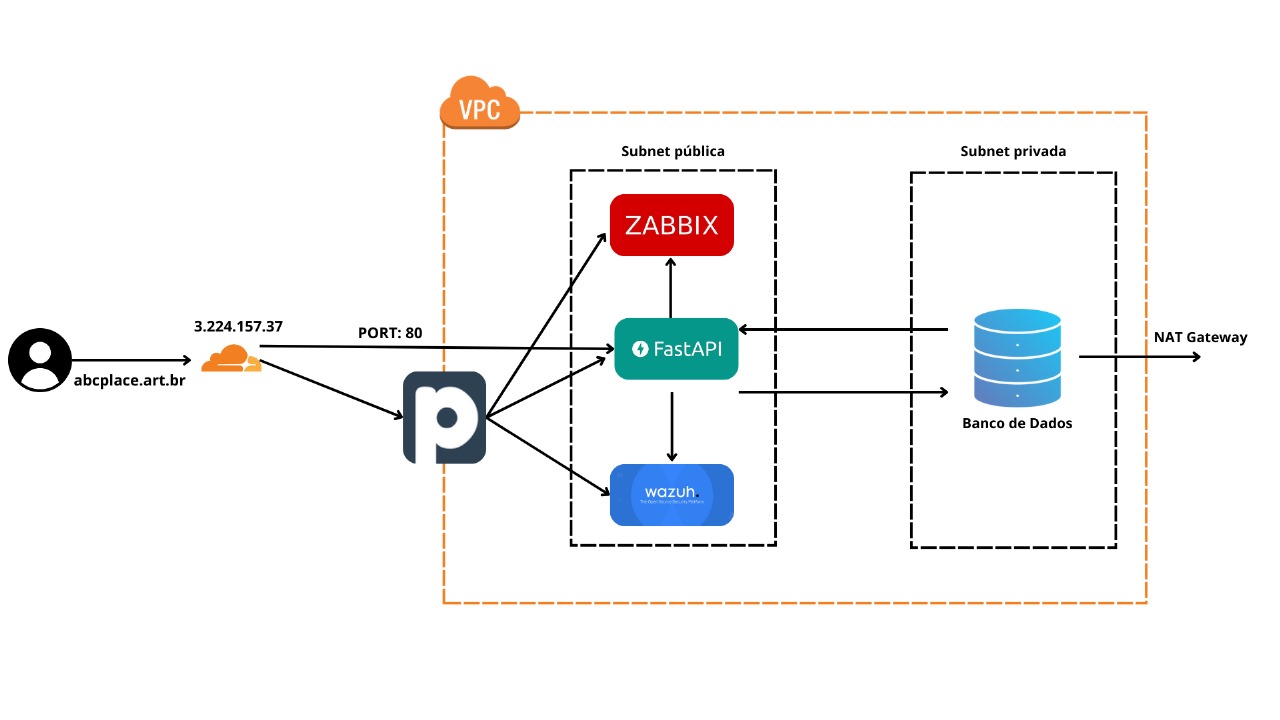 VPC
Subnet pública
Subnet privada
ZABBIX
3.224.157.37
PORT: 80
FastAPI
NAT Gateway
abcplace.art.br
p
Banco de Dados
wazuh.
The Open Source Security Platform